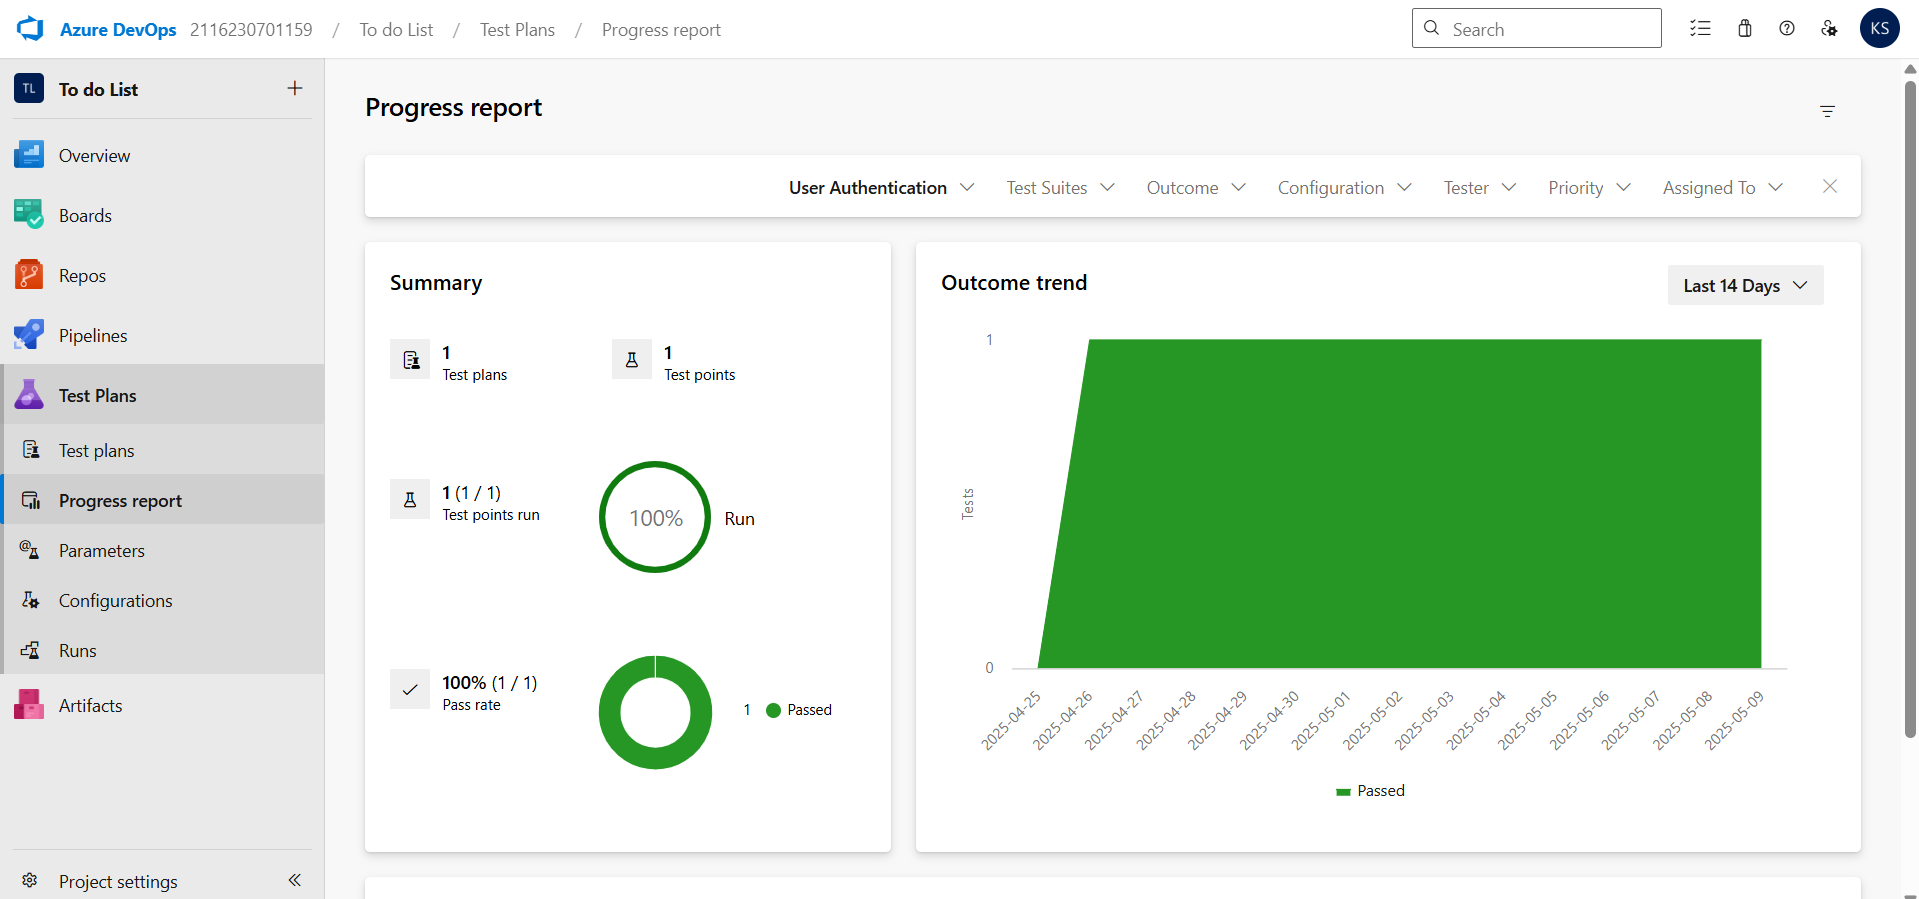 Azure DevOps 2116230701159 / To do List / Test Plans / Progress report
Search
KS
TL To do List
Overview
Boards
Repos
Pipelines
Test Plans
Test plans
Progress report
Parameters
Configurations
Runs
Artifacts
Project settings
Progress report
User Authentication Test Suites Outcome Configuration Tester Priority Assigned To
Summary
1
Test plans
1
Test points
1 (1 / 1)
Test points run
100%
Run
100% (1 / 1)
Pass rate
1 Passed
Outcome trend
Last 14 Days
1
Tests
0
2025-04-25
2025-04-26
2025-04-27
2025-04-28
2025-04-29
2025-04-30
2025-05-01
2025-05-02
2025-05-03
2025-05-04
2025-05-05
2025-05-06
2025-05-07
2025-05-08
2025-05-09
Passed